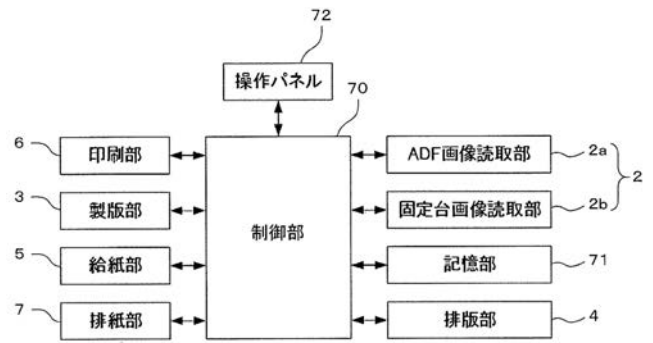 72
操作パネル
70
6
印刷部
ADF画像読取部
2a
2
3
製版部
固定台画像読取部
2b
制御部
5
給紙部
記憶部
71
7
排紙部
排版部
4